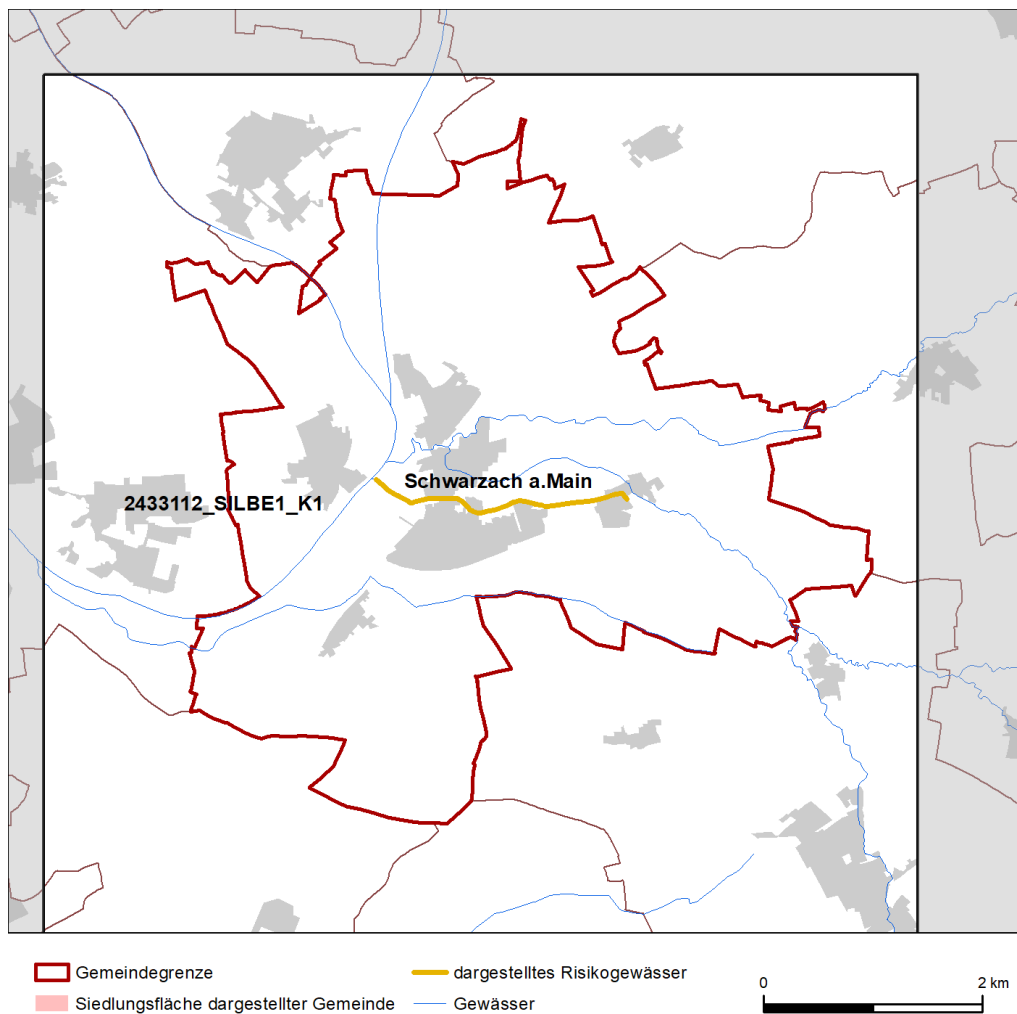 Schwarzach a.Main
2433112_SILBE1_K1
Gemeindegrenze
dargestelltes Risikogewässer
Siedlungsfläche dargestellter Gemeinde
Gewässer
0
2 km